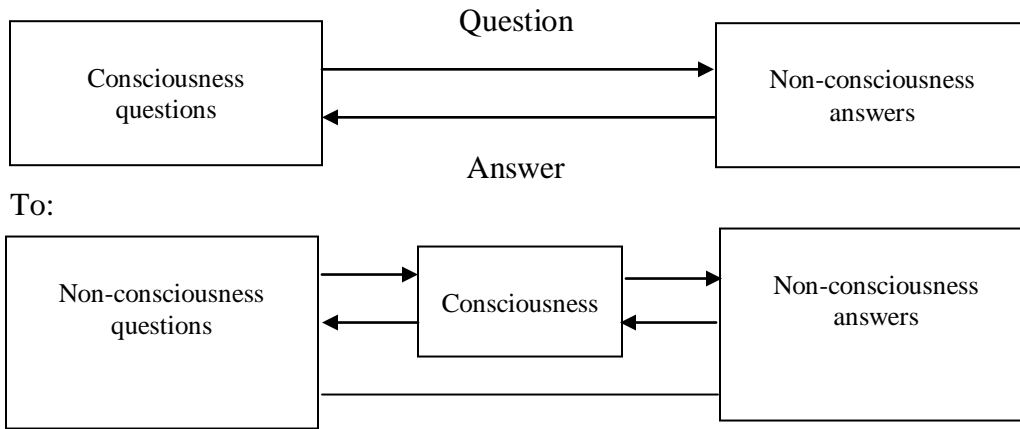 Question
Consciousness
questions
Non-consciousness
answers
Answer
To:
Non-consciousness
questions
Consciousness
Non-consciousness
answers